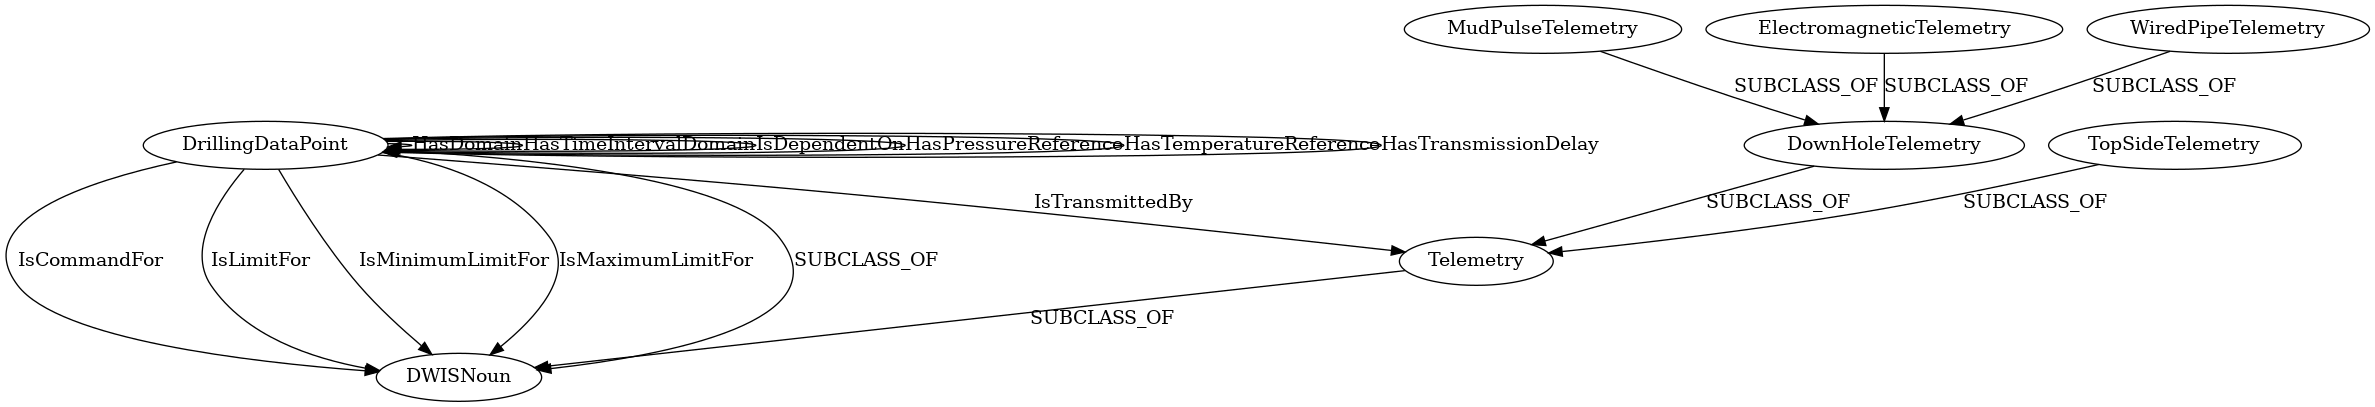 MudPulseTelemetry
ElectromagneticTelemetry
WiredPipeTelemetry
SUBCLASS_OF
SUBCLASS_OF
SUBCLASS_OF
DrillingDataPoint
HasDomain
HasTimeIntervalDomain
IsDependentOn
HasPressureReference
HasTemperatureReference
HasTransmissionDelay
DownHoleTelemetry
TopSideTelemetry
IsTransmittedBy
SUBCLASS_OF
SUBCLASS_OF
IsCommandFor
IsLimitFor
IsMinimumLimitFor
IsMaximumLimitFor
SUBCLASS_OF
Telemetry
SUBCLASS_OF
DWISNoun